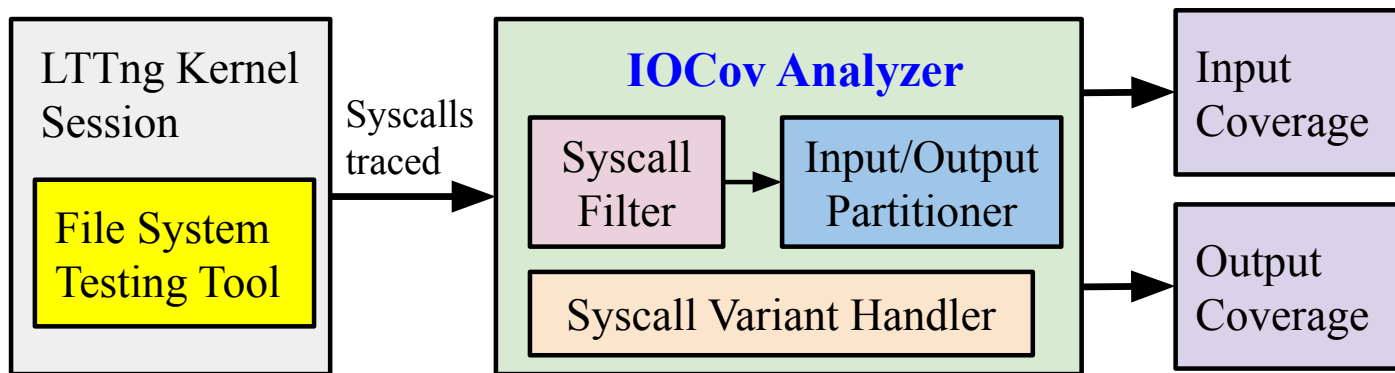 LTTng Kernel
Session
File System
Testing Tool
Syscalls
traced
IOCov Analyzer
Syscall
Filter
Input/Output
Partitioner
Syscall Variant Handler
Input
Coverage
Output
Coverage